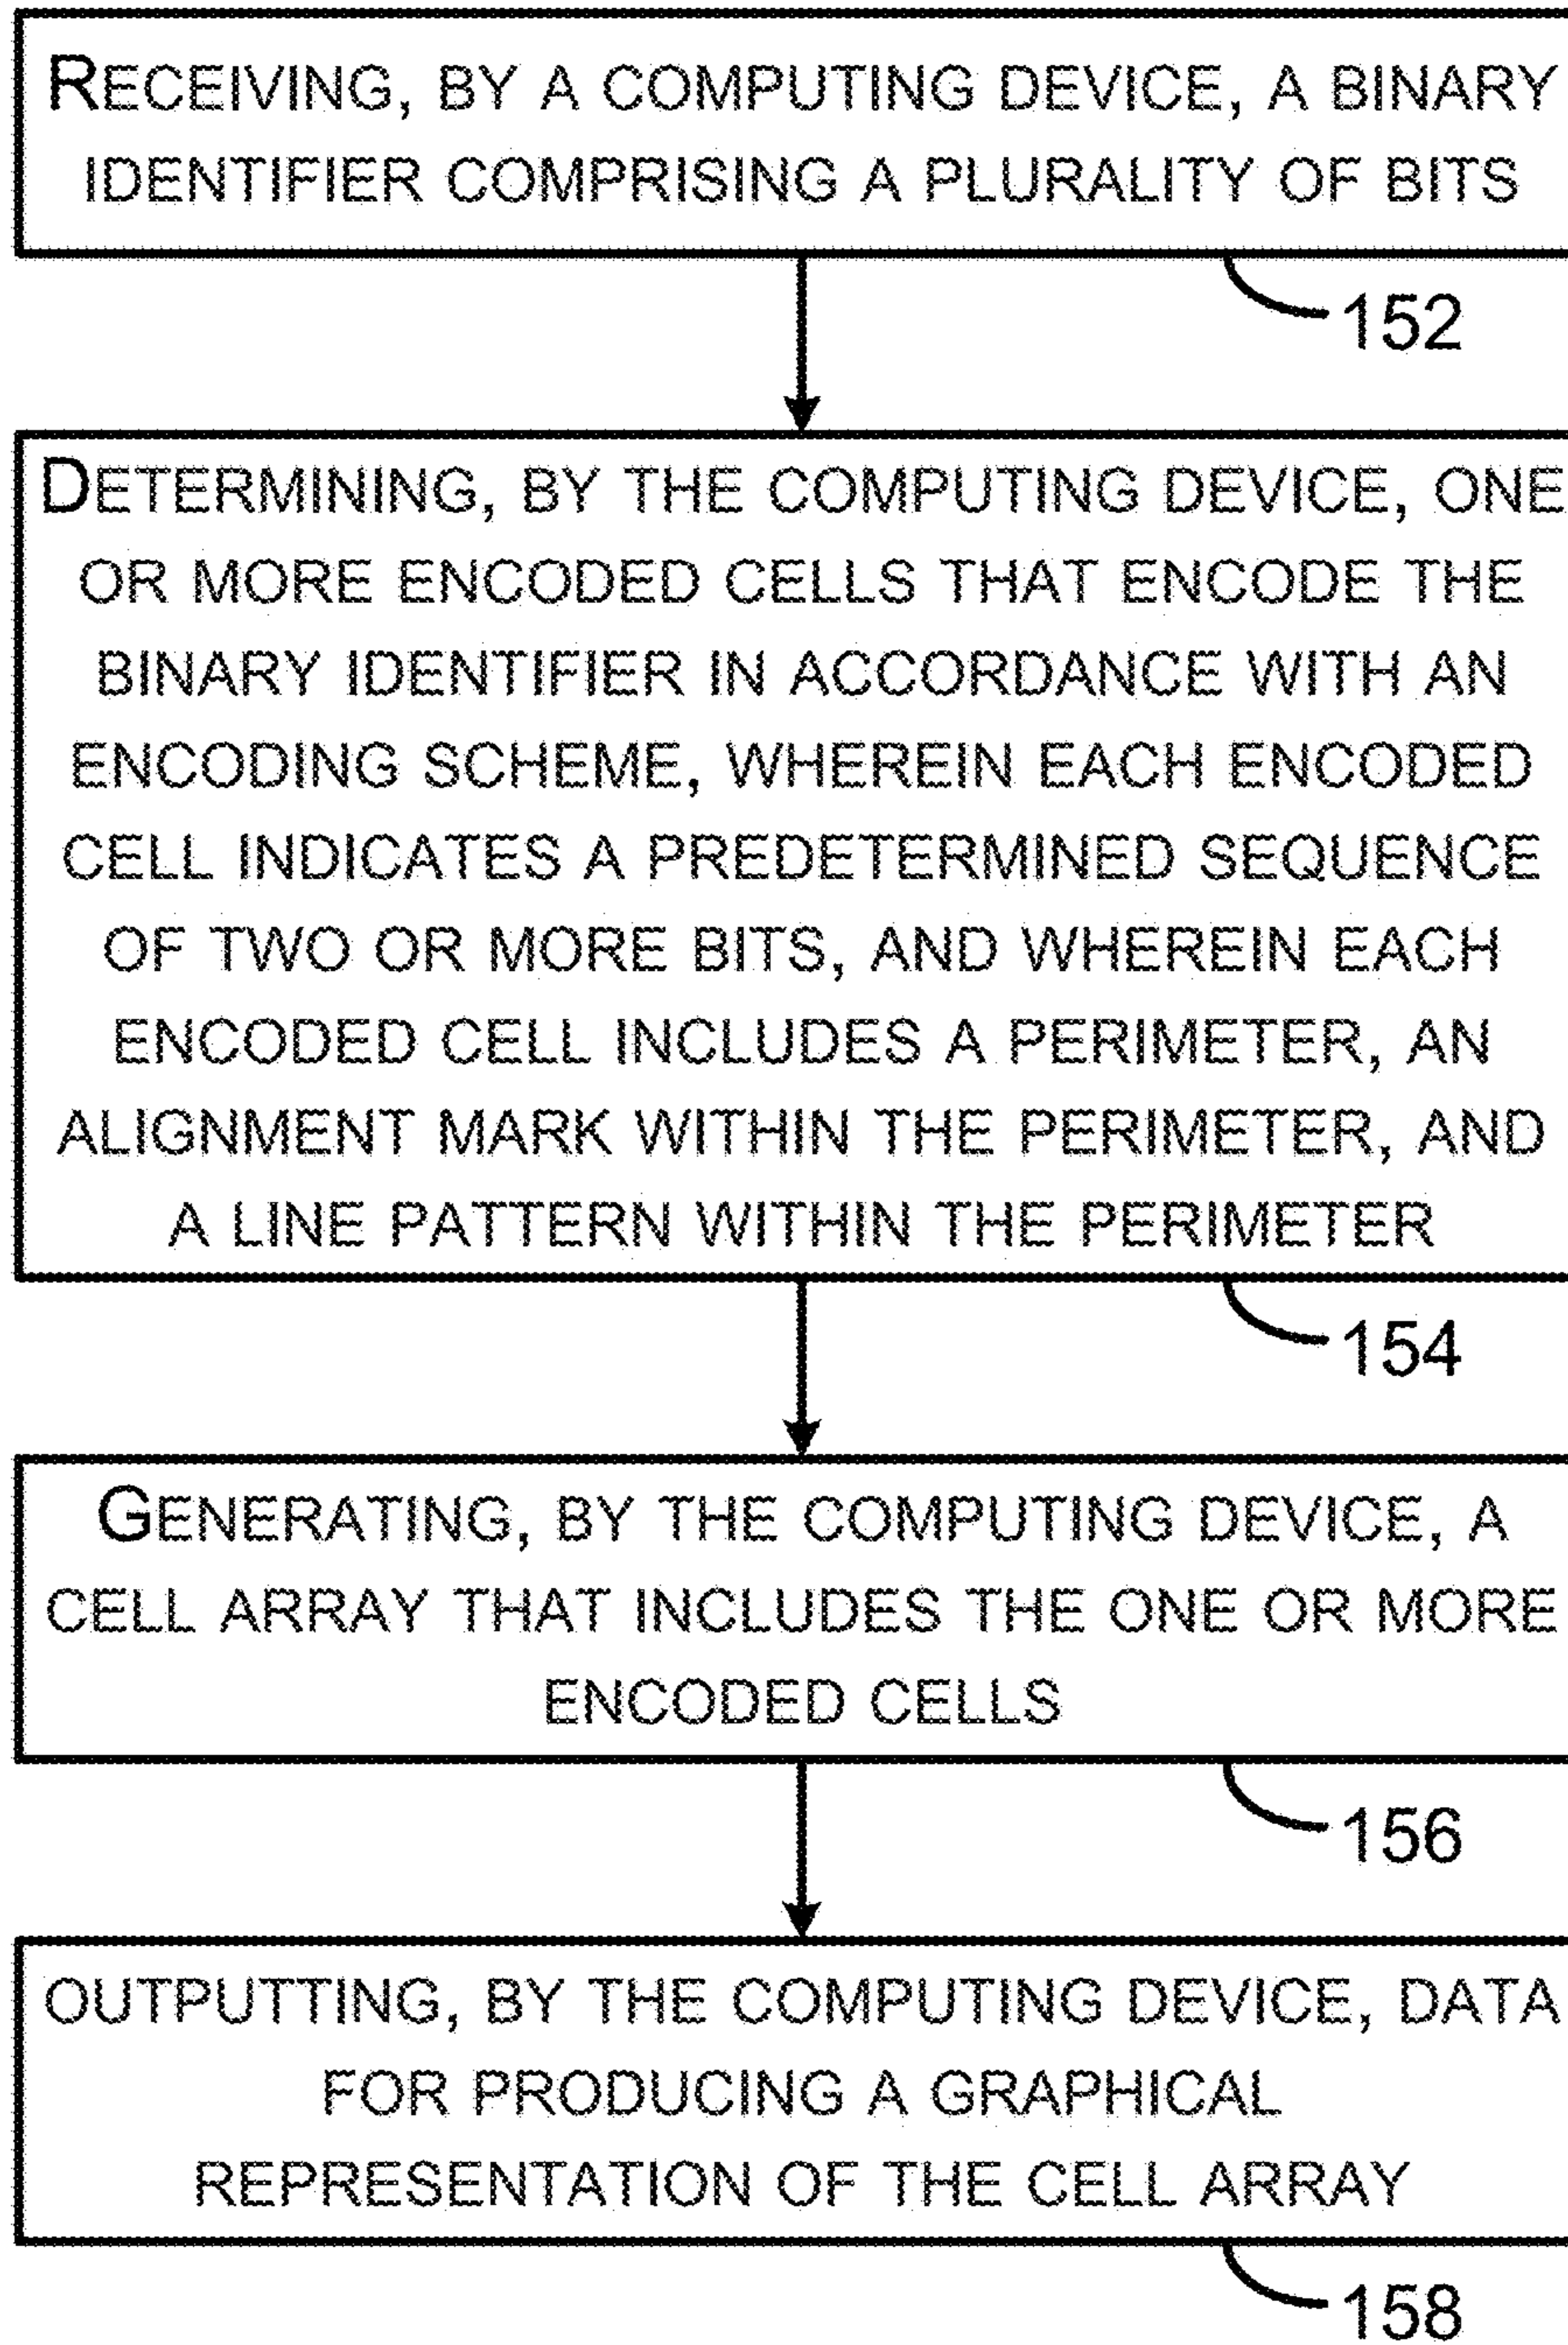 RECEIVING, BY A COMPUTING DEVICE, A BINARY
IDENTIFIER COMPRISING A PLURALITY OF BITS
152
DETERMINING, BY THE COMPUTING DEVICE, ONE
OR MORE ENCODED CELLS THAT ENCODE THE
BINARY IDENTIFIER IN ACCORDANCE WITH AN
ENCODING SCHEME, WHEREIN EACH ENCODED
CELL INDICATES A PREDETERMINED SEQUENCE
OF TWO OR MORE BITS, AND WHEREIN EACH
ENCODED CELL INCLUDES A PERIMETER, AN
ALIGNMENT MARK WITHIN THE PERIMETER, AND
A LINE PATTERN WITHIN THE PERIMETER
154
GENERATING, BY THE COMPUTING DEVICE, A
CELL ARRAY THAT INCLUDES THE ONE OR MORE
ENCODED CELLS
156
OUTPUTTING, BY THE COMPUTING DEVICE, DATA
FOR PRODUCING A GRAPHICAL
REPRESENTATION OF THE CELL ARRAY
158